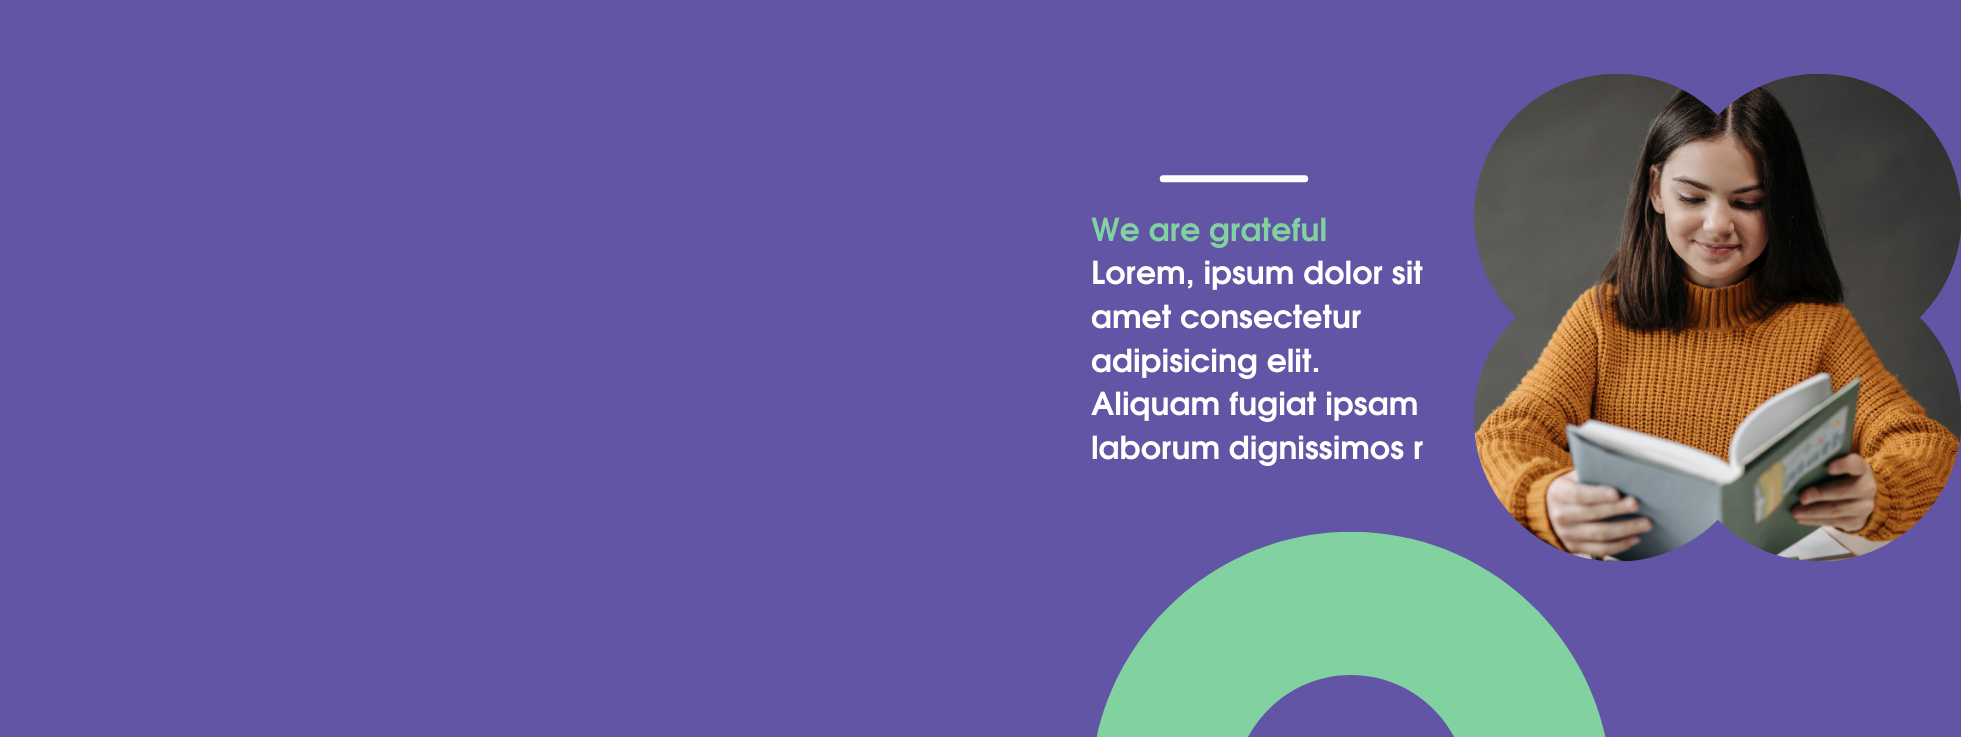 We are grateful
Lorem, ipsum dolor sit
amet consectetur
adipisicing elit.
Aliquam fugiat ipsam
laborum dignissimos r